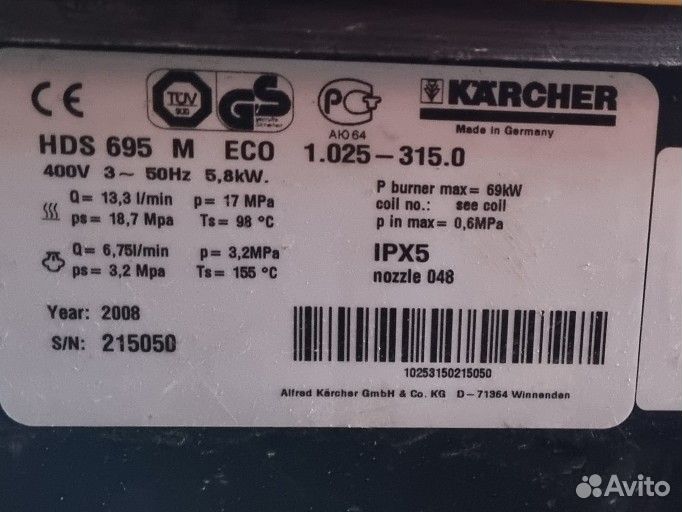 CE TÜV GS РСТ KÄRCHER
geprüfte Sicherheit
АЮ64 Made in Germany
HDS 695 M ECO 1.025-315.0
400V 3~ 50Hz 5,8kW.
Q= 13,3 l/min p= 17 MPa
ps= 18,7 Mpa Ts= 98 °C
Q= 6,75l/min p= 3,2MPa
ps= 3,2 Mpa Ts= 155 °C
P burner max= 69kW
coil no.: see coil
p in max= 0,6MPa
IPX5
nozzle 048
Year: 2008
S/N: 215050
10253150215050
Alfred Kärcher GmbH & Co. KG D-71364 Winnenden
Avito